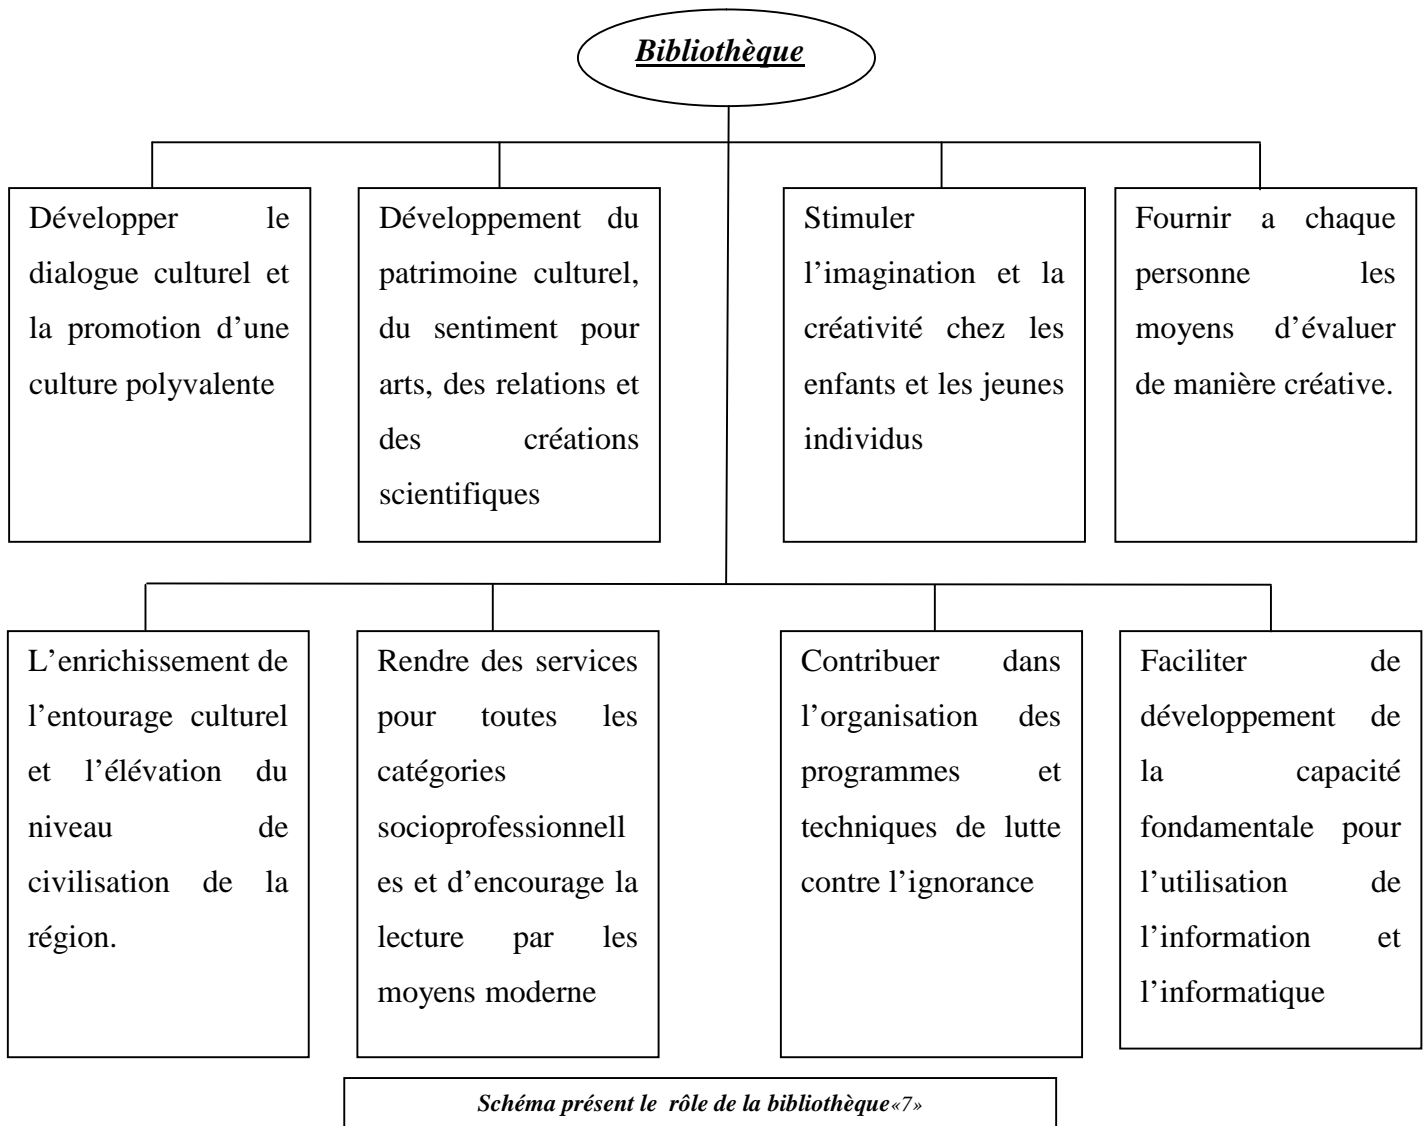 Bibliothèque
Développer le
dialogue culturel et
la promotion d’une
culture polyvalente
Développement du
patrimoine culturel,
du sentiment pour
arts, des relations et
des créations
scientifiques
Stimuler
l’imagination et la
créativité chez les
enfants et les jeunes
individus
Fournir a chaque
personne les
moyens d’évaluer
de manière créative.
L’enrichissement de
l’entourage culturel
et l’élévation du
niveau de
civilisation de la
région.
Rendre des services
pour toutes les
catégories
socioprofessionnell
es et d’encourage la
lecture par les
moyens moderne
Contribuer dans
l’organisation des
programmes et
techniques de lutte
contre l’ignorance
Faciliter de
développement de
la capacité
fondamentale pour
l’utilisation de
l’information et
l’informatique
Schéma présent le rôle de la bibliothèque«7»